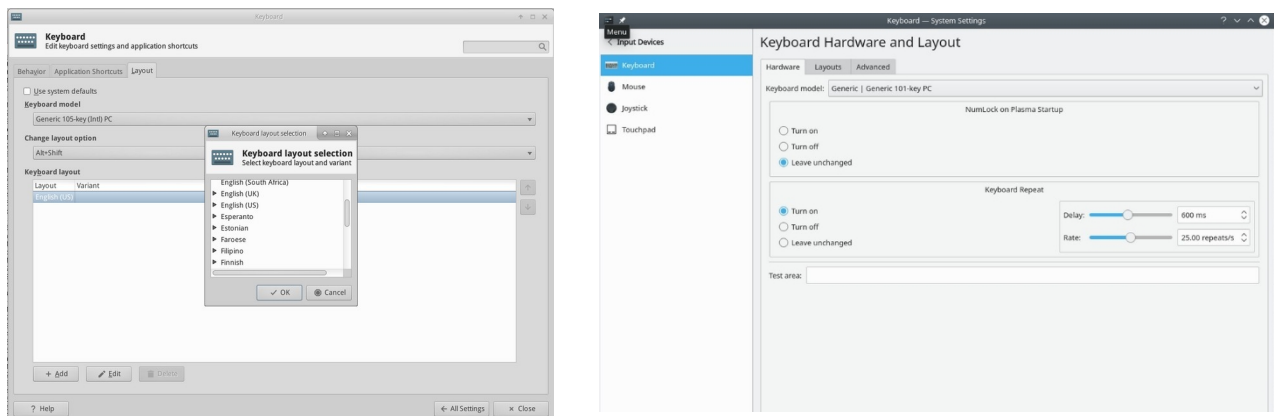 Keyboard
Keyboard
Edit keyboard settings and application shortcuts
Behavior Application Shortcuts Layout
Use system defaults
Keyboard model
Generic 105-key (Intl) PC
Change layout option
Alt+Shift
Keyboard layout
Layout Variant
English (US)
Keyboard layout selection
Keyboard layout selection
Select keyboard layout and variant
English (South Africa)
English (UK)
English (US)
Esperanto
Estonian
Faroese
Filipino
Finnish
OK Cancel
Add Edit Delete
? Help All Settings Close
Keyboard — System Settings
Menu
Input Devices
Keyboard
Mouse
Joystick
Touchpad
Keyboard Hardware and Layout
Hardware Layouts Advanced
Keyboard model: Generic | Generic 101-key PC
NumLock on Plasma Startup
Turn on
Turn off
Leave unchanged
Keyboard Repeat
Turn on
Turn off
Leave unchanged
Delay: 600 ms
Rate: 25.00 repeats/s
Test area: